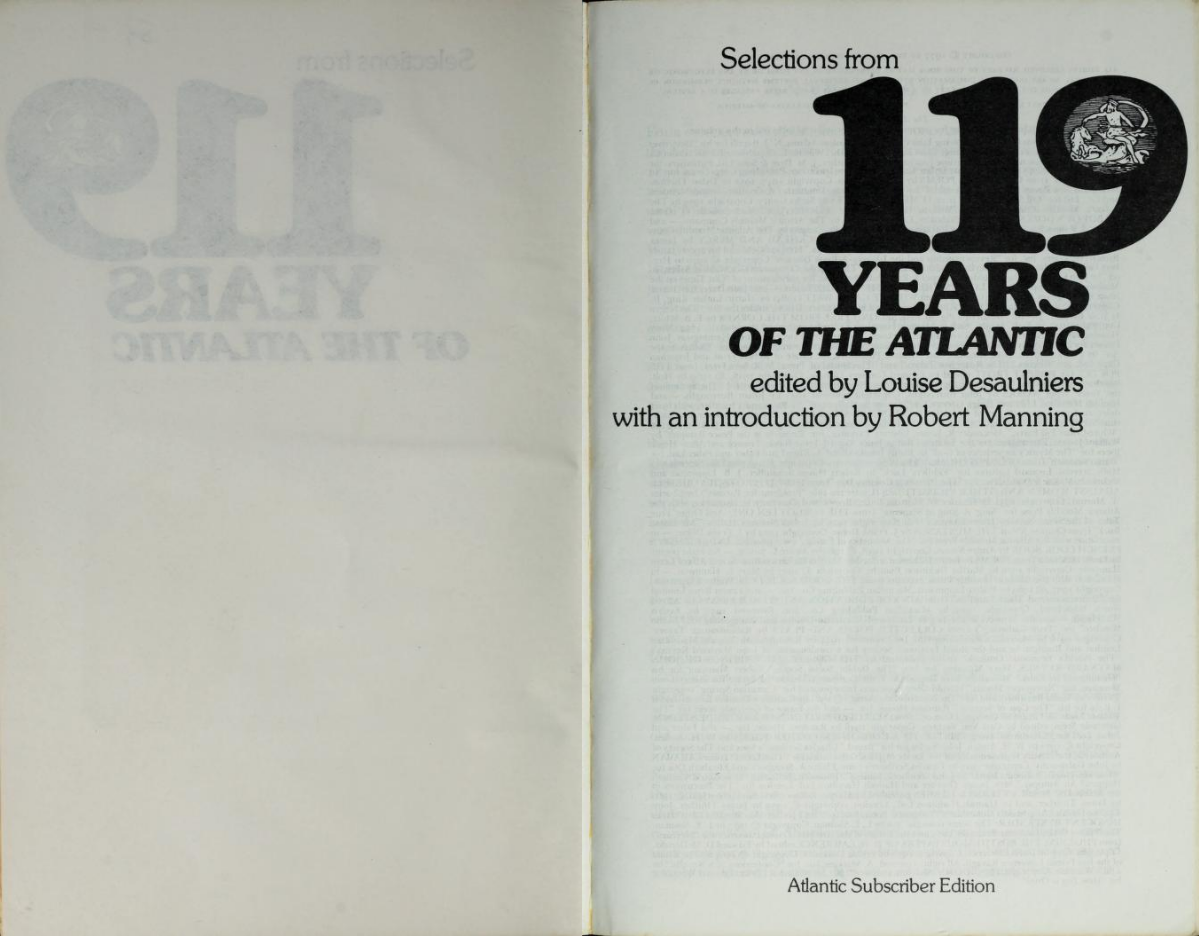 Selections from
119
YEARS
OF THE ATLANTIC
edited by Louise Desaulniers
with an introduction by Robert Manning
Atlantic Subscriber Edition